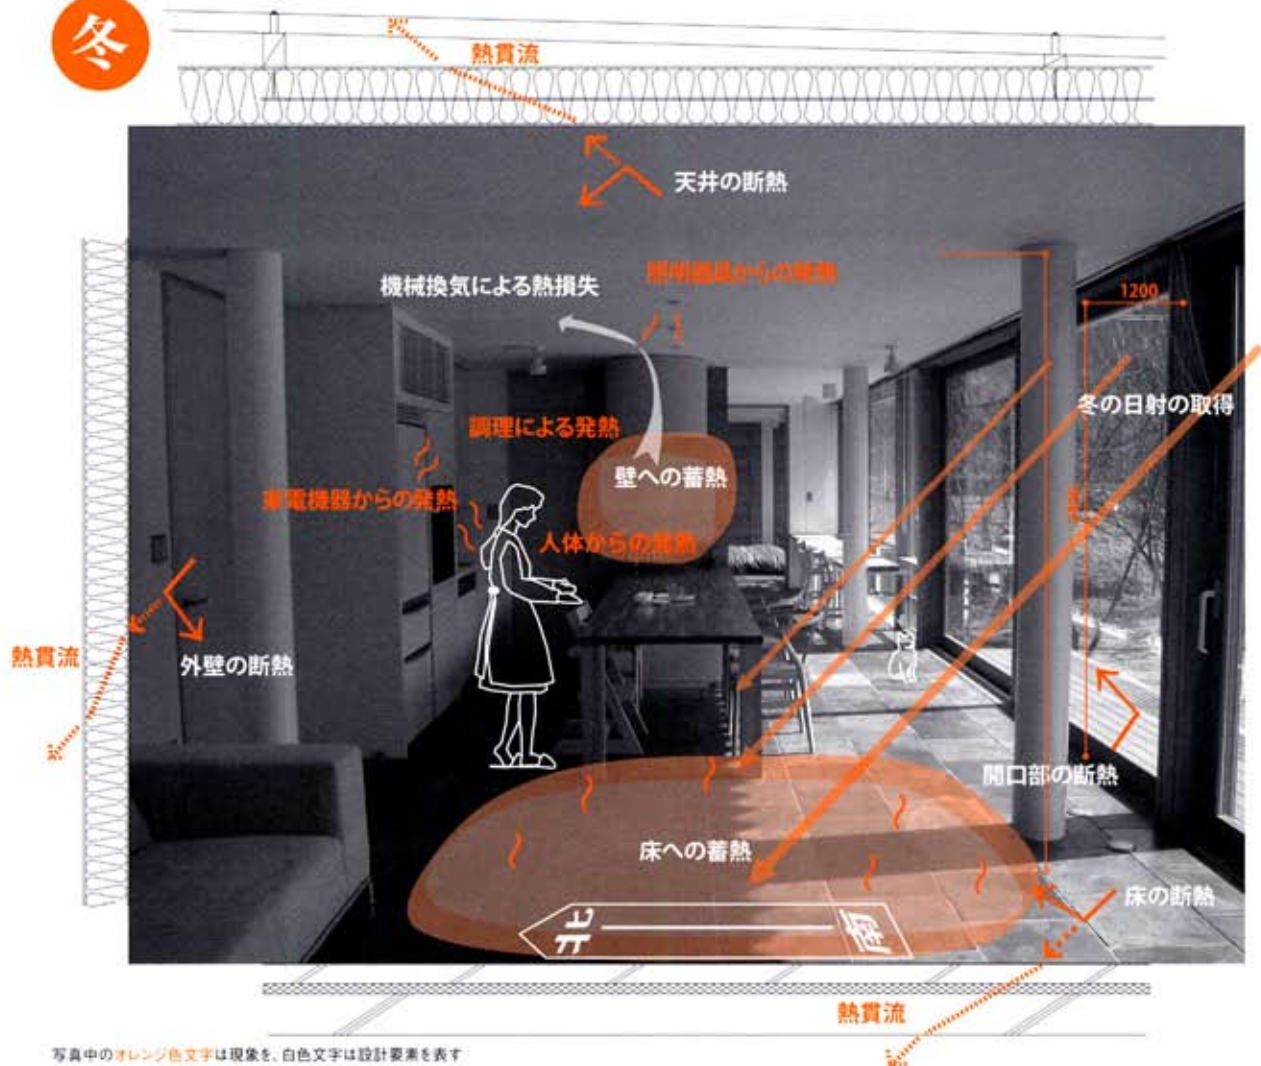 冬
熱貫流
天井の断熱
機械換気による熱損失
照明器具からの発熱
1200
冬の日射の取得
調理による発熱
壁への蓄熱
家電機器からの発熱
人体からの発熱
熱貫流
外壁の断熱
開口部の断熱
床への蓄熱
床の断熱
北
南
熱貫流
写真中のオレンジ色文字は現象を、白色文字は設計要素を表す